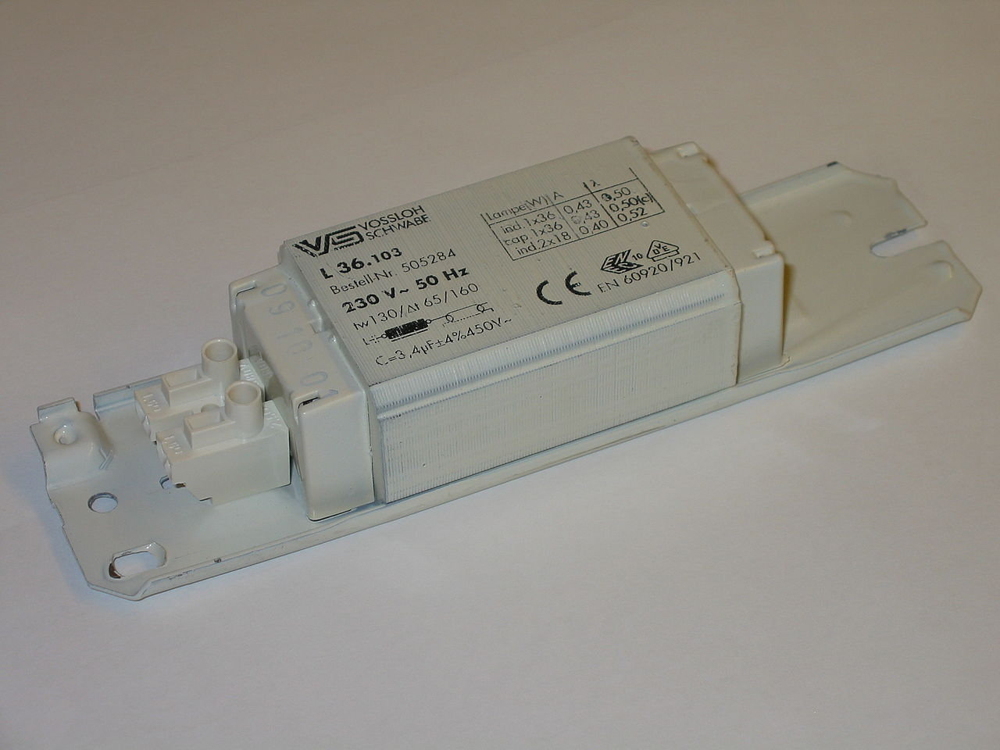 VS VOSSLOH
SCHWABE
L 36.103
Bestell-Nr. 505284
230 V~ 50 Hz
tw130/Δt 65/160
L
C=3,4µF±4%450V~
Lampe(W) A λ
ind.1x36 0,43 0,50
cap.1x36 0,43 0,50(c)
ind.2x18 0,40 0,52
CE
ENEC 10 VDE
EN 60920/921
09 10 01